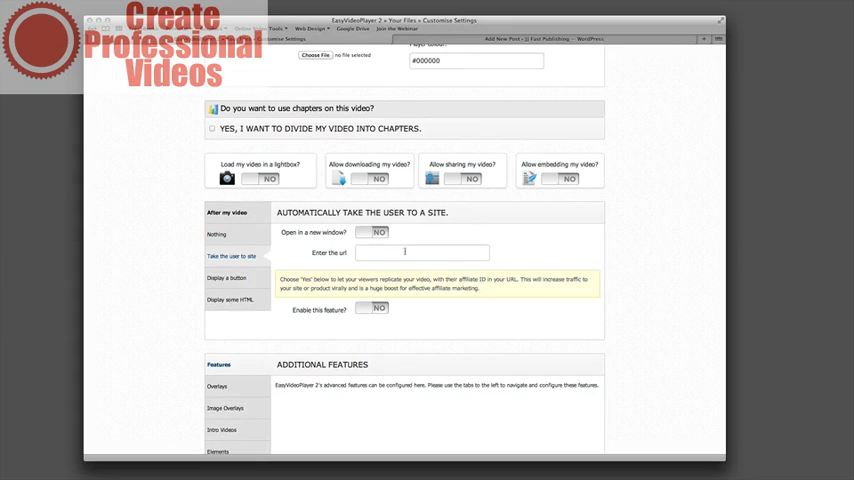 EasyVideoPlayer 2 • Your Files » Customise Settings
Create
Professional
Videos
Online Video Tools
Web Design
Google Drive
Join the Webinar
Customise Settings
Add New Post ‹ JJ Fast Publishing — WordPress
Choose File no file selected
#000000
Do you want to use chapters on this video?
YES, I WANT TO DIVIDE MY VIDEO INTO CHAPTERS.
Load my video in a lightbox?
NO
Allow downloading my video?
NO
Allow sharing my video?
NO
Allow embedding my video?
NO
After my video
Nothing
Take the user to site
Display a button
Display some HTML
AUTOMATICALLY TAKE THE USER TO A SITE.
Open in a new window? NO
Enter the url
Choose 'Yes' below to let your viewers replicate your video, with their affiliate ID in your URL. This will increase traffic to
your site or product virally and is a huge boost for effective affiliate marketing.
Enable this feature? NO
Features
Overlays
Image Overlays
Intro Videos
Elements
ADDITIONAL FEATURES
EasyVideoPlayer 2's advanced features can be configured here. Please use the tabs to the left to navigate and configure these features.